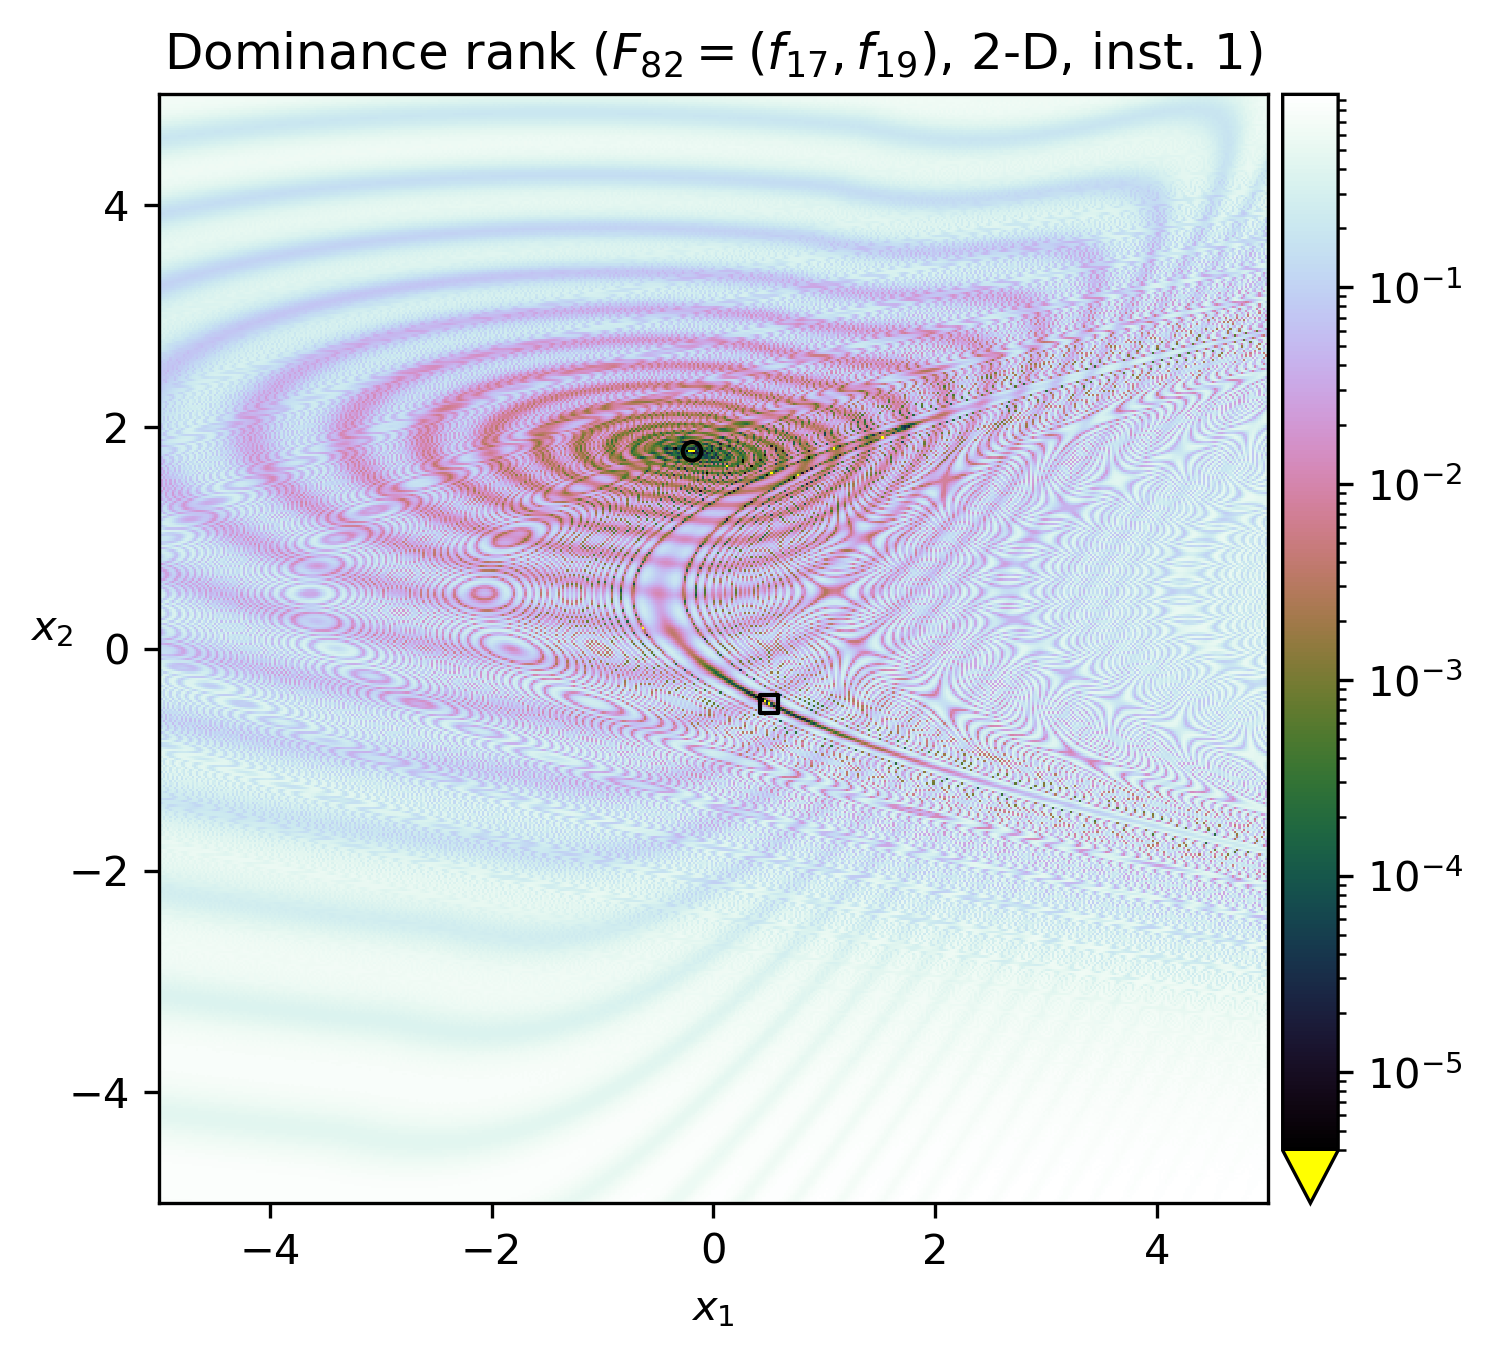 Dominance rank (F₈₂ = (f₁₇, f₁₉), 2-D, inst. 1)
4
2
0
−2
−4
x₂
−4 −2 0 2 4
x₁
10⁻¹
10⁻²
10⁻³
10⁻⁴
10⁻⁵